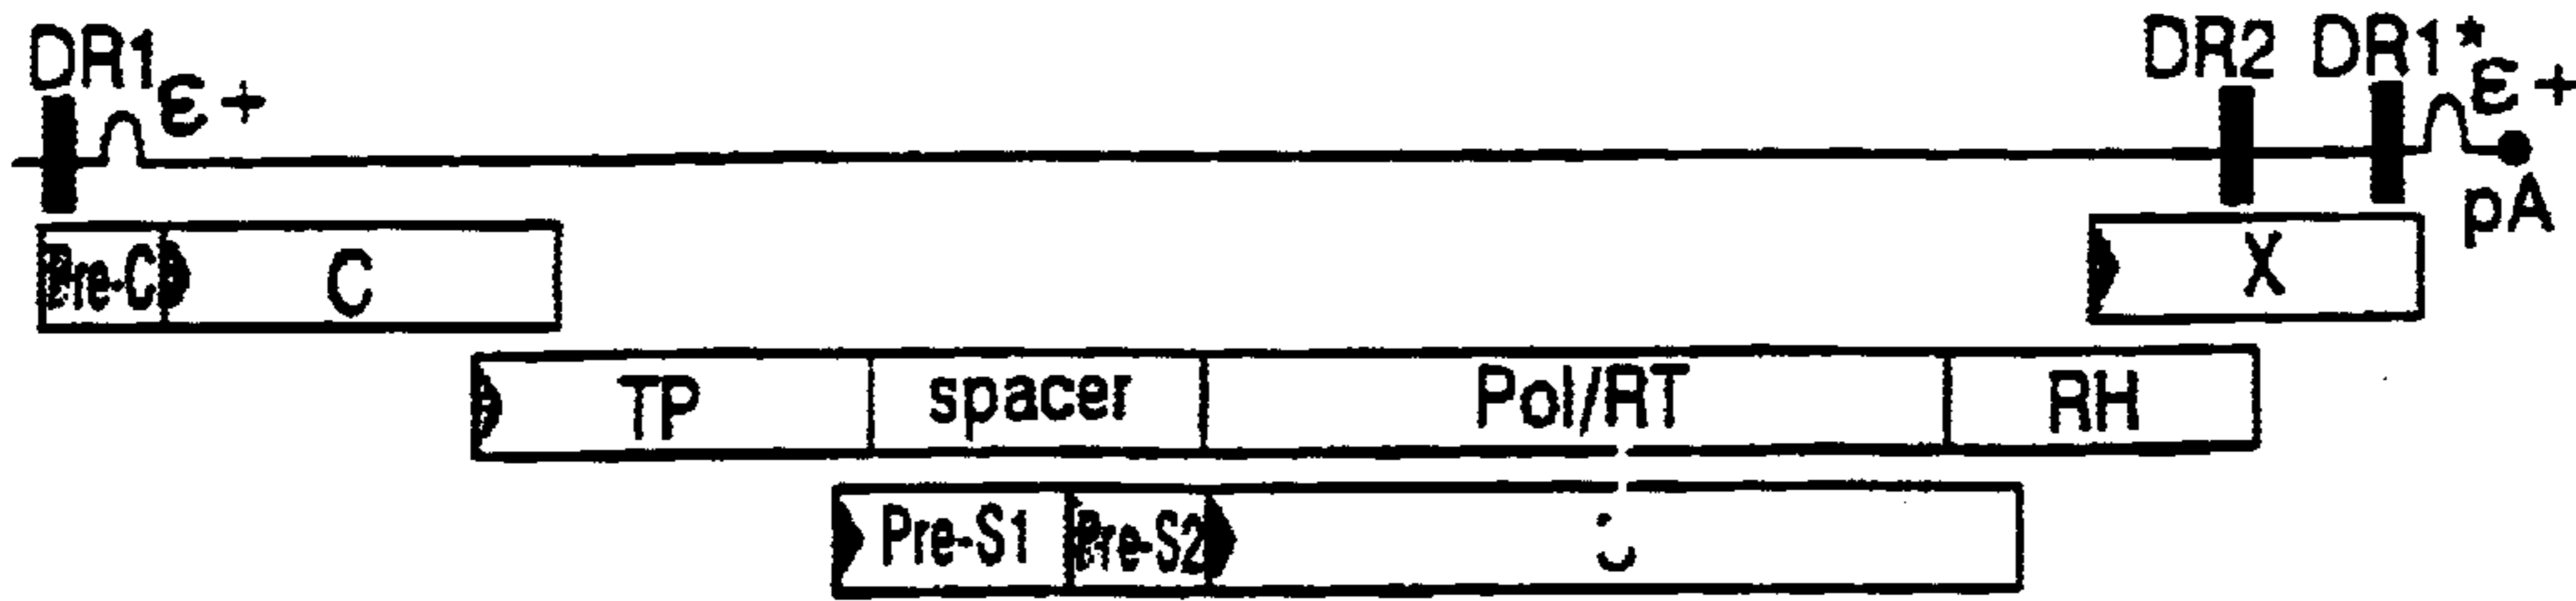 DR1 ε+ DR2 DR1* ε+
pA
Pre-C C X
TP spacer Pol/RT RH
Pre-S1 Pre-S2